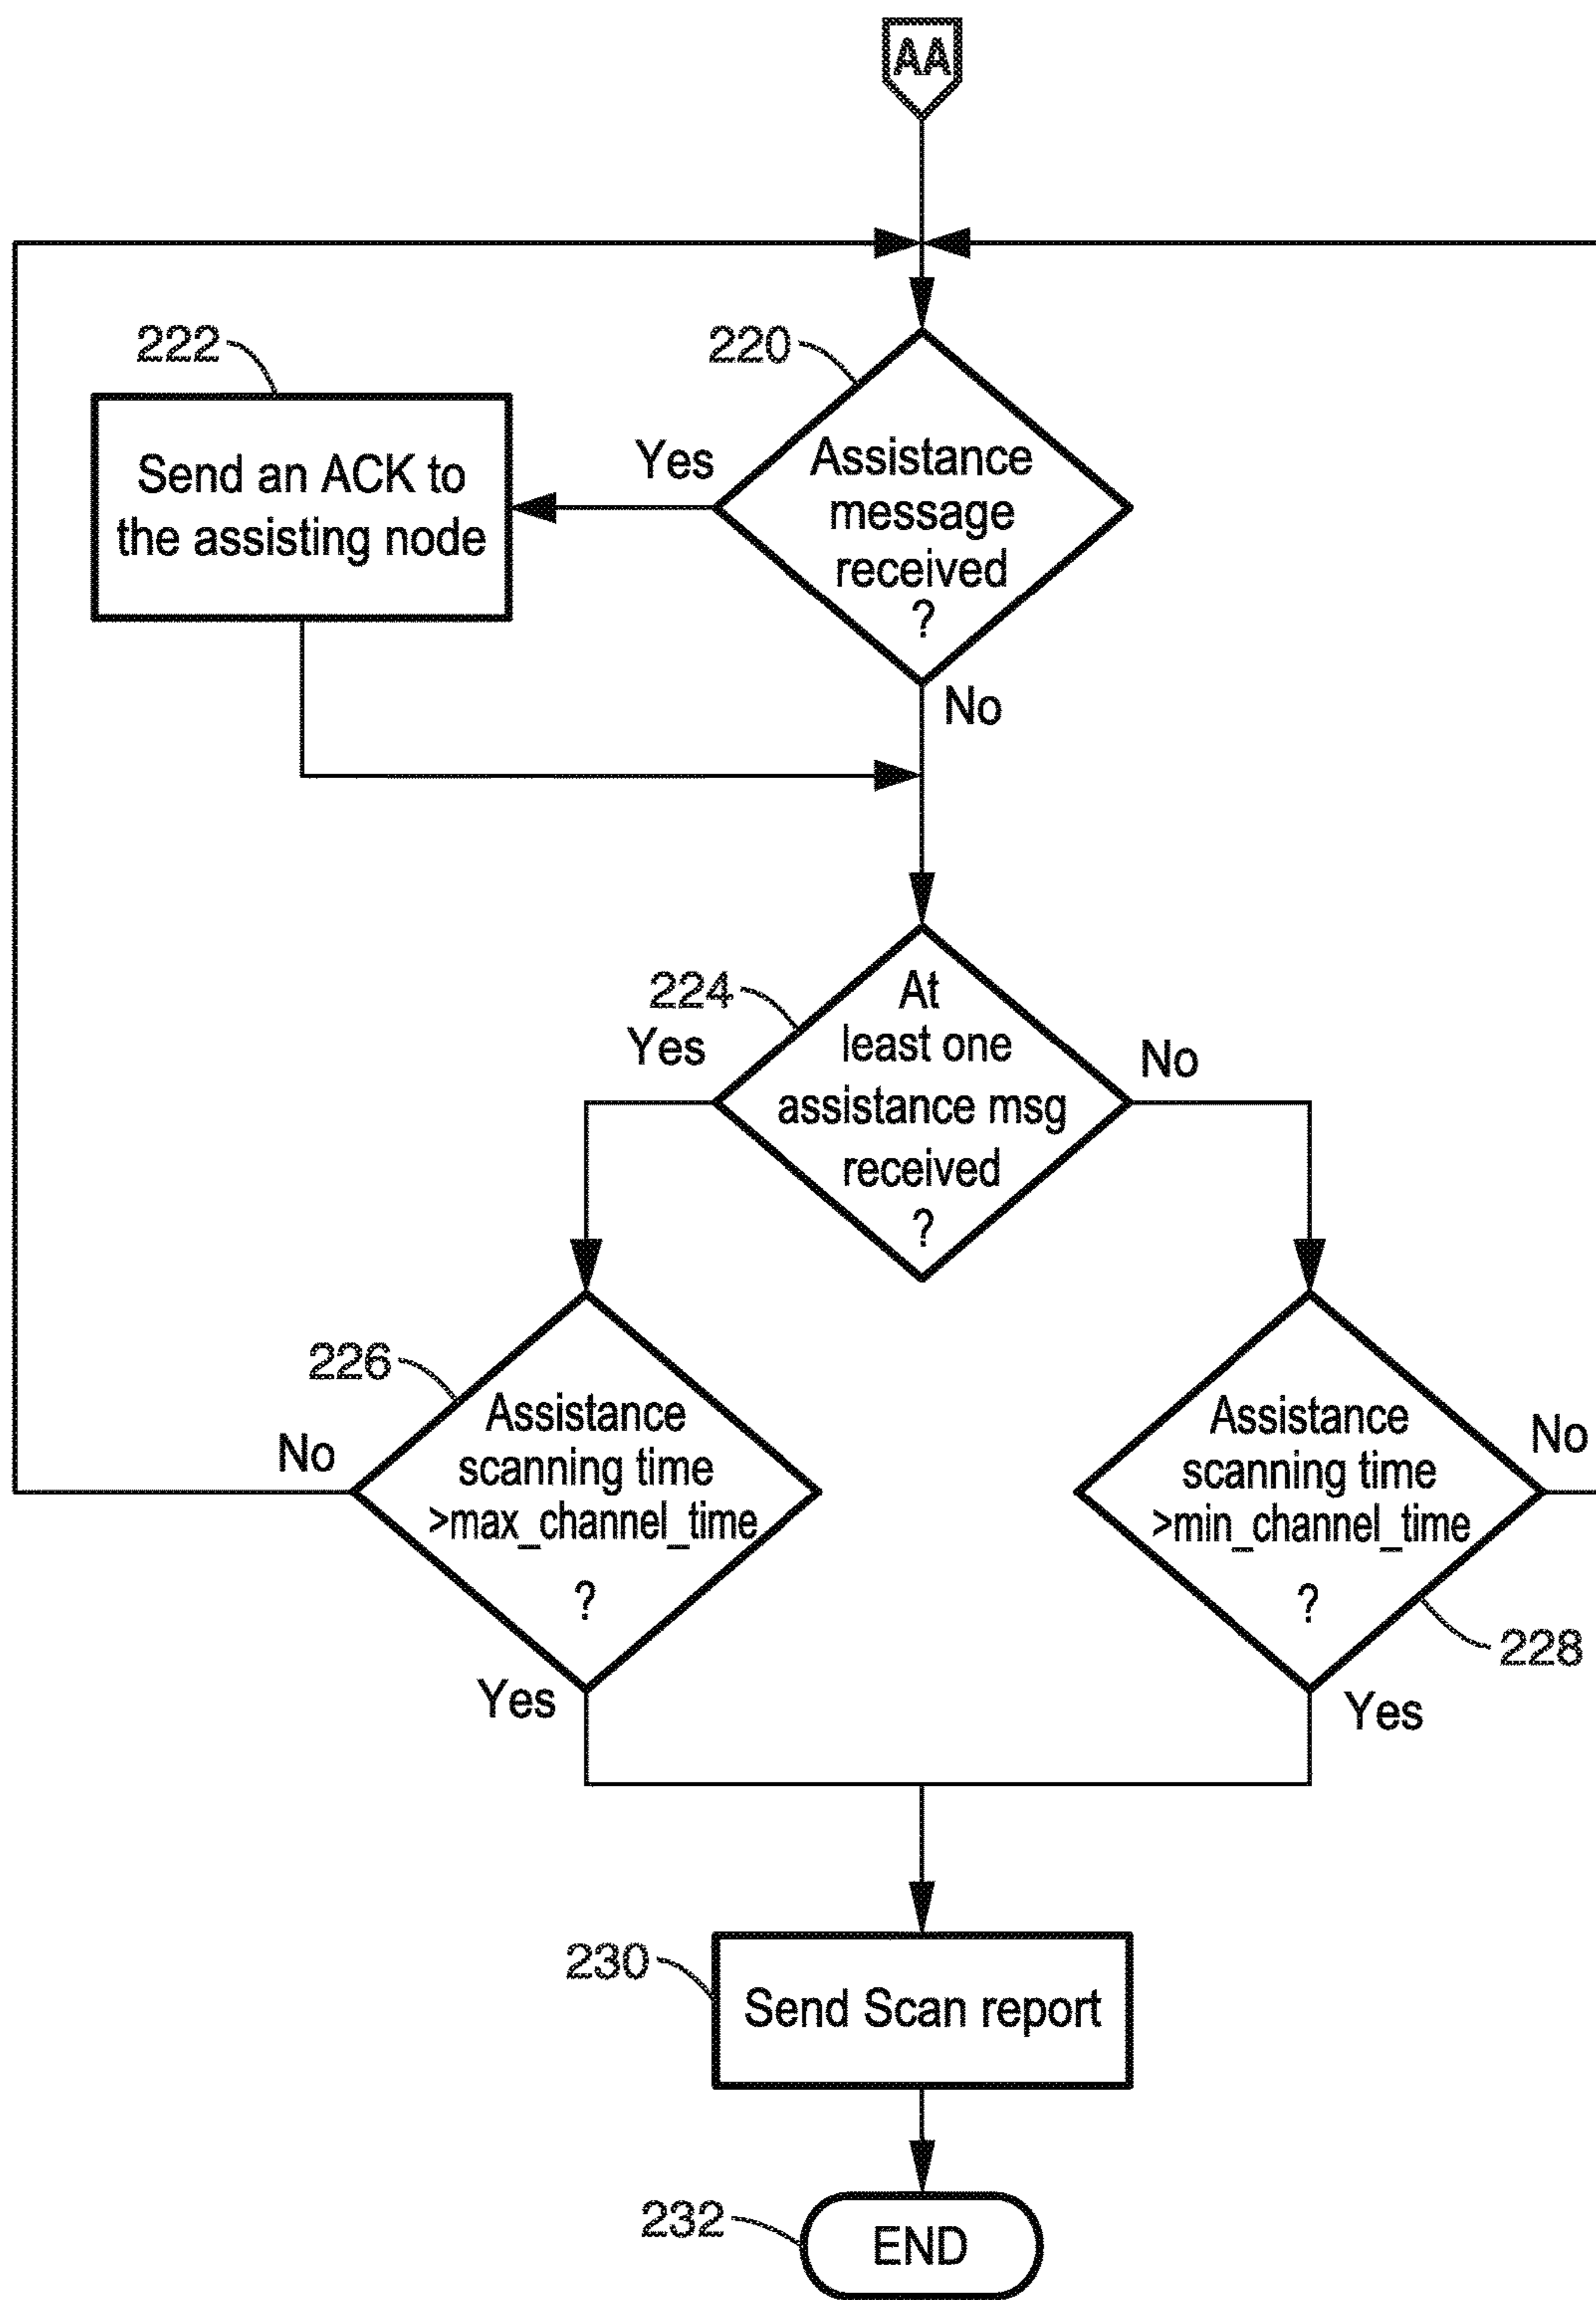 AA
222
220
Send an ACK to
the assisting node
Yes
Assistance
message
received
?
No
224
Yes
At
least one
assistance msg
received
?
No
226
No
Assistance
scanning time
>max_channel_time
?
Yes
Assistance
scanning time
>min_channel_time
?
No
228
Yes
230
Send Scan report
232
END